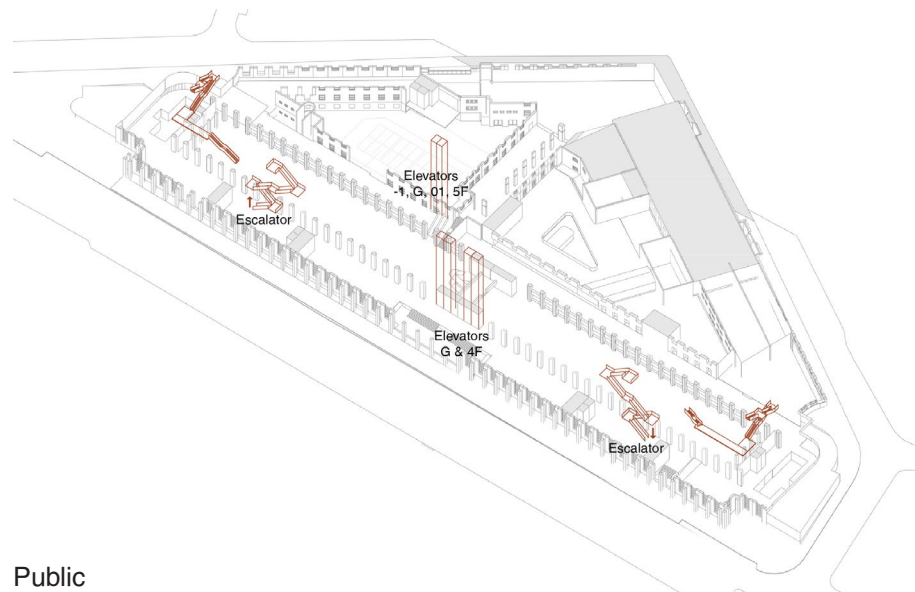 Elevators
-1, G, 01, 5F
Escalator
Elevators
G & 4F
Escalator
Public